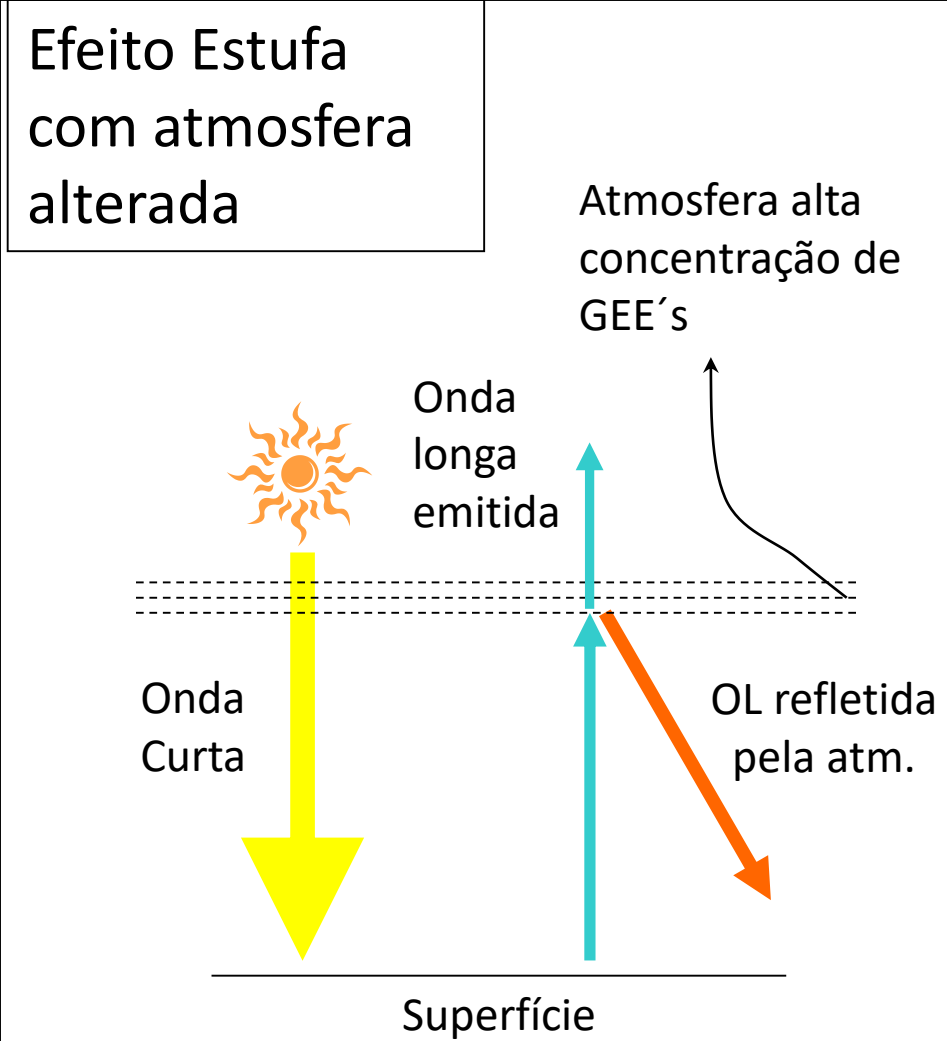 Efeito Estufa
com atmosfera
alterada
Atmosfera alta
concentração de
GEE´s
Onda
longa
emitida
Onda
Curta
OL refletida
pela atm.
Superfície